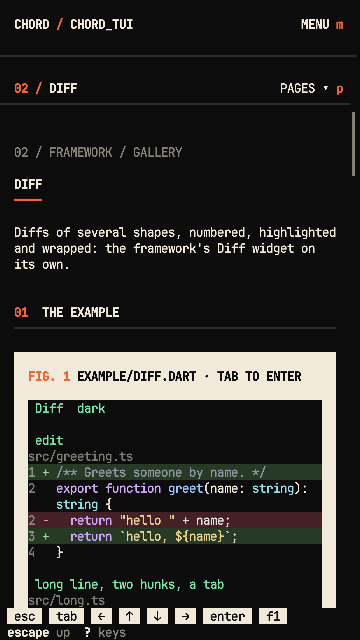 CHORD / CHORD_TUI MENU m
02 / DIFF PAGES ▾ p
02 / FRAMEWORK / GALLERY
DIFF
Diffs of several shapes, numbered, highlighted
and wrapped: the framework's Diff widget on
its own.
01 THE EXAMPLE
FIG. 1 EXAMPLE/DIFF.DART · TAB TO ENTER
Diff dark
edit
src/greeting.ts
1 + /** Greets someone by name. */
2 export function greet(name: string):
string {
2 - return "hello " + name;
3 + return `hello, ${name}`;
4 }
long line, two hunks, a tab
src/long.ts
esc tab ← ↑ ↓ → enter f1
escape up ? keys